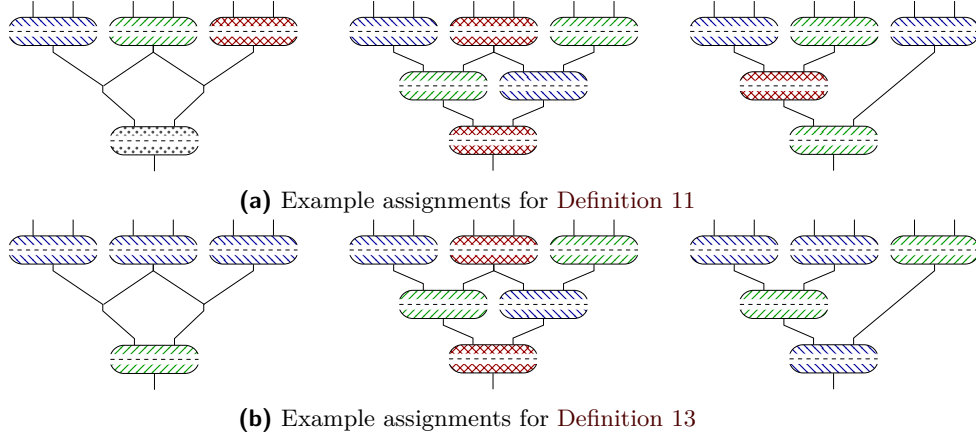 (a) Example assignments for Definition 11
(b) Example assignments for Definition 13